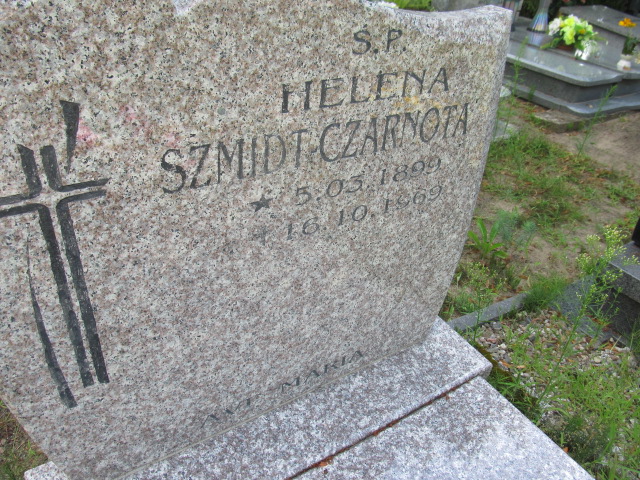 Ś.P.
HELENA
SZMIDT-CZARNOTA
* 5.03.1899
+ 16.10.1969
AVE MARIA